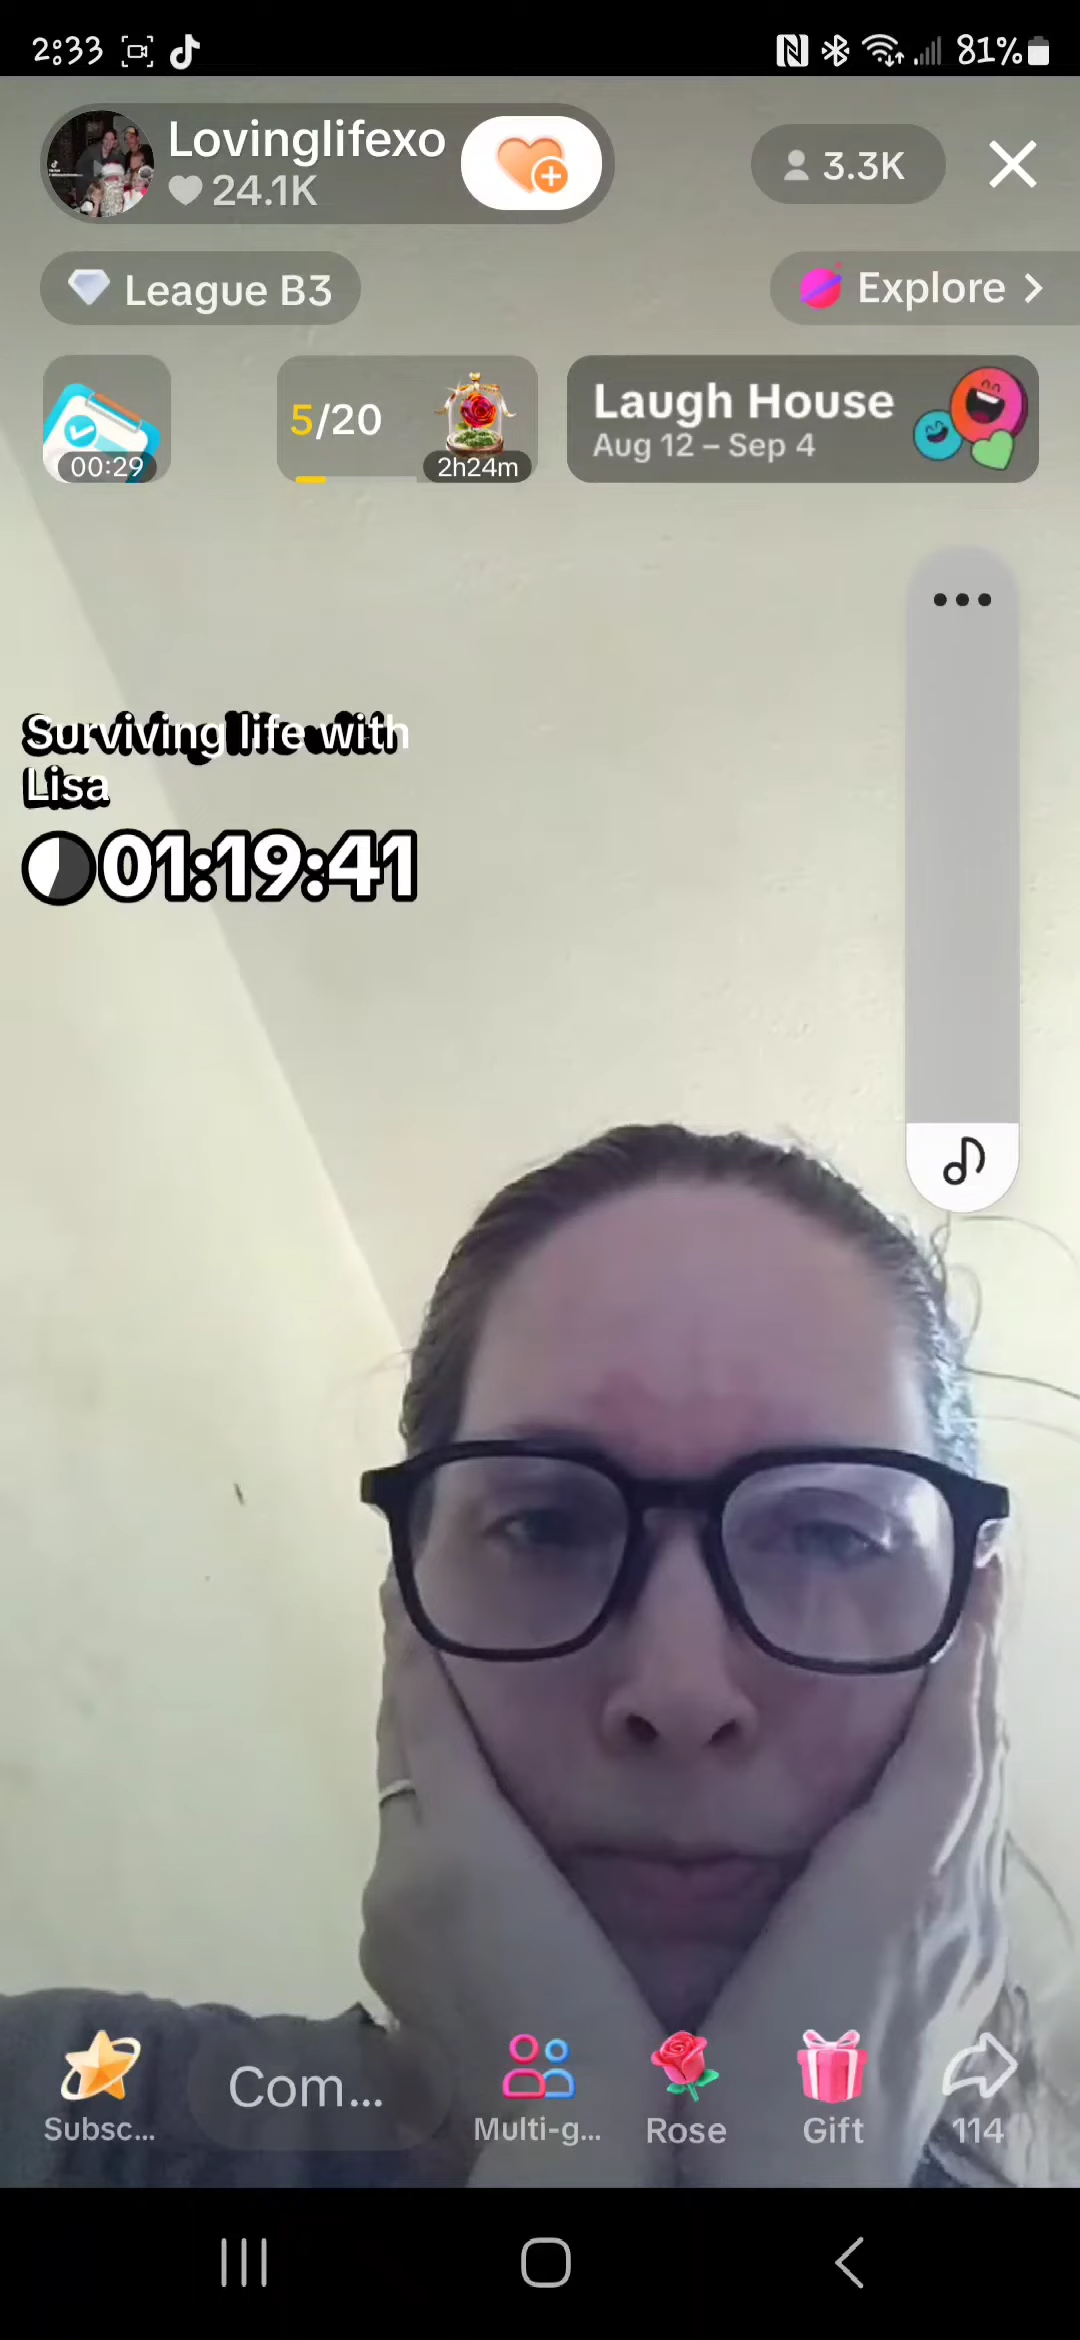 2:33
81%
Lovinglifexo
24.1K
3.3K
League B3
Explore
00:29
5/20
2h24m
Laugh House
Aug 12 – Sep 4
Surviving life with
Lisa
01:19:41
Com...
Subsc...
Multi-g...
Rose
Gift
114